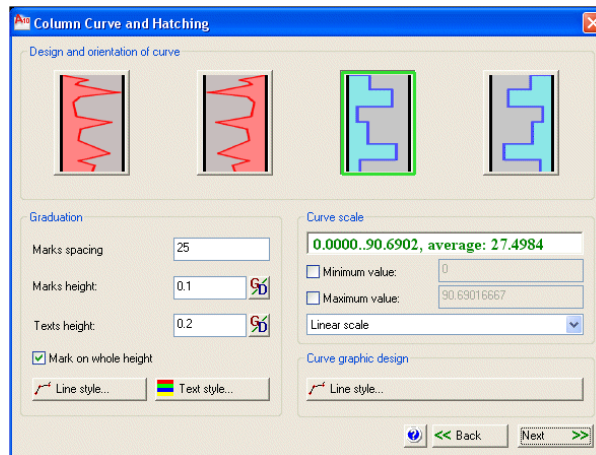 Column Curve and Hatching
Design and orientation of curve
Graduation
Marks spacing
25
Marks height:
0.1
Texts height:
0.2
Mark on whole height
Line style...
Text style...
Curve scale
0.0000..90.6902, average: 27.4984
Minimum value:
0
Maximum value:
90.69016667
Linear scale
Curve graphic design
Line style...
<< Back
Next >>